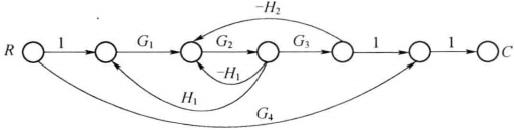 −H₂
R 1 G₁ G₂ G₃ 1 1 C
−H₁
H₁
G₄